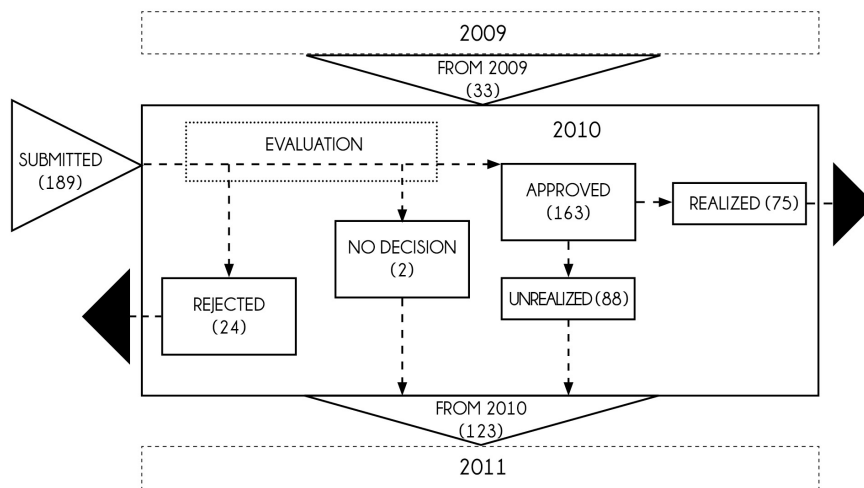 2009
FROM 2009
(33)
2010
SUBMITTED
(189)
EVALUATION
APPROVED
(163)
REALIZED (75)
NO DECISION
(2)
REJECTED
(24)
UNREALIZED (88)
FROM 2010
(123)
2011